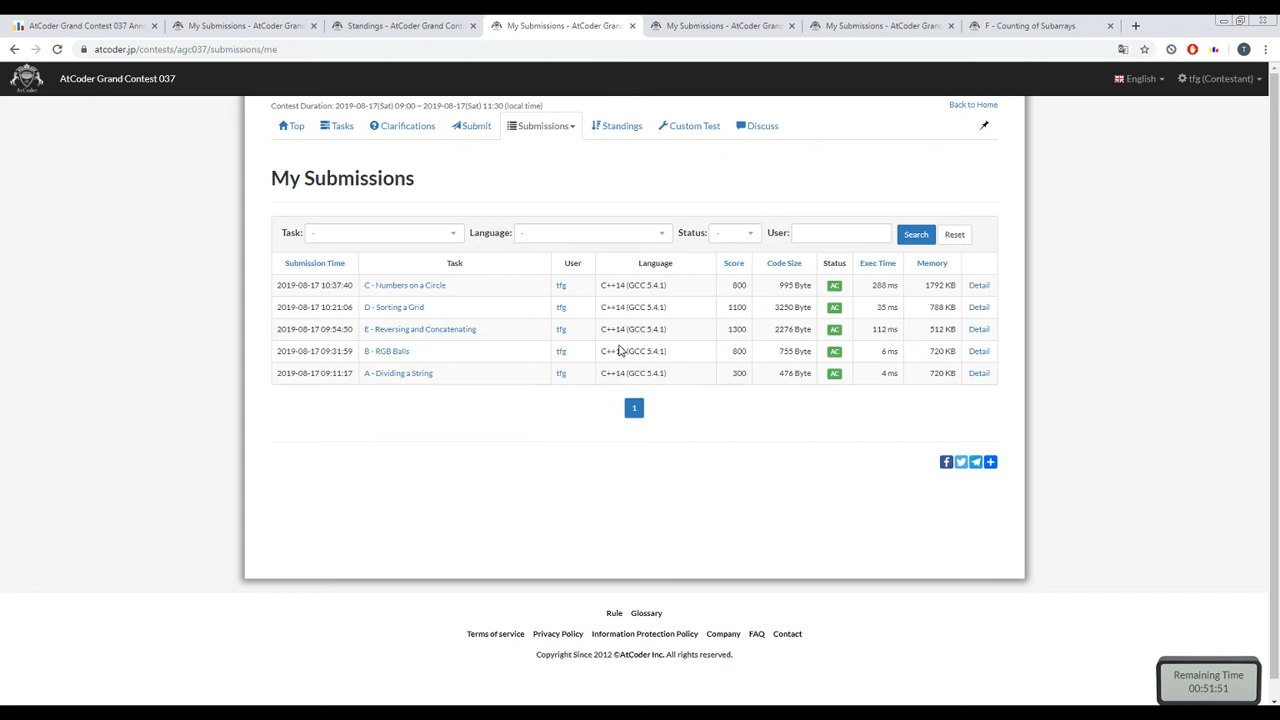 AtCoder Grand Contest 037 Ann
My Submissions - AtCoder Gran
Standings - AtCoder Grand Cont
My Submissions - AtCoder Gran
My Submissions - AtCoder Gran
My Submissions - AtCoder Gran
F - Counting of Subarrays
atcoder.jp/contests/agc037/submissions/me
AtCoder Grand Contest 037
English
tfg (Contestant)
Contest Duration: 2019-08-17(Sat) 09:00 ~ 2019-08-17(Sat) 11:30 (local time)
Back to Home
Top Tasks Clarifications Submit Submissions Standings Custom Test Discuss
My Submissions
Task: - Language: - Status: - User: Search Reset
Submission Time Task User Language Score Code Size Status Exec Time Memory
2019-08-17 10:37:40 C - Numbers on a Circle tfg C++14 (GCC 5.4.1) 800 995 Byte AC 288 ms 1792 KB Detail
2019-08-17 10:21:06 D - Sorting a Grid tfg C++14 (GCC 5.4.1) 1100 3250 Byte AC 35 ms 788 KB Detail
2019-08-17 09:54:50 E - Reversing and Concatenating tfg C++14 (GCC 5.4.1) 1300 2276 Byte AC 112 ms 512 KB Detail
2019-08-17 09:31:59 B - RGB Balls tfg C++14 (GCC 5.4.1) 800 755 Byte AC 6 ms 720 KB Detail
2019-08-17 09:11:17 A - Dividing a String tfg C++14 (GCC 5.4.1) 300 476 Byte AC 4 ms 720 KB Detail
1
Rule Glossary
Terms of service Privacy Policy Information Protection Policy Company FAQ Contact
Copyright Since 2012 ©AtCoder Inc. All rights reserved.
Remaining Time
00:51:51